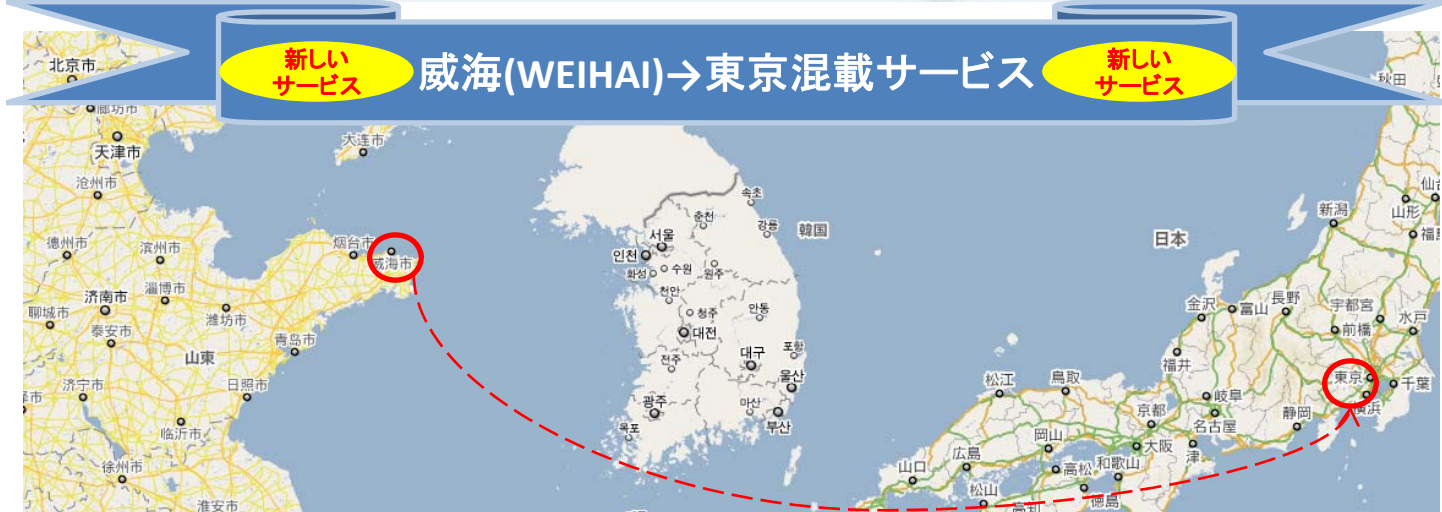 新しい
サービス
威海(WEIHAI)→東京混載サービス
新しい
サービス
北京市
秋田
廊坊市
天津市
大连市
沧州市
속초
仙台
춘천
강릉
新潟
山形
서울
韓国
日本
福島
德州市
滨州市
烟台市
威海市
인천
화성
수원
원주
济南市
淄博市
천안
안동
金沢
富山
長野
宇都宮
聊城市
潍坊市
청주
前橋
水戸
泰安市
青岛市
대전
山東
전주
대구
포항
福井
济宁市
日照市
울산
松江
鳥取
東京
千葉
광주
마산
岐阜
横浜
목포
부산
京都
名古屋
静岡
临沂市
岡山
大阪
津
徐州市
山口
広島
高松
和歌山
松山
徳島
高知
淮安市